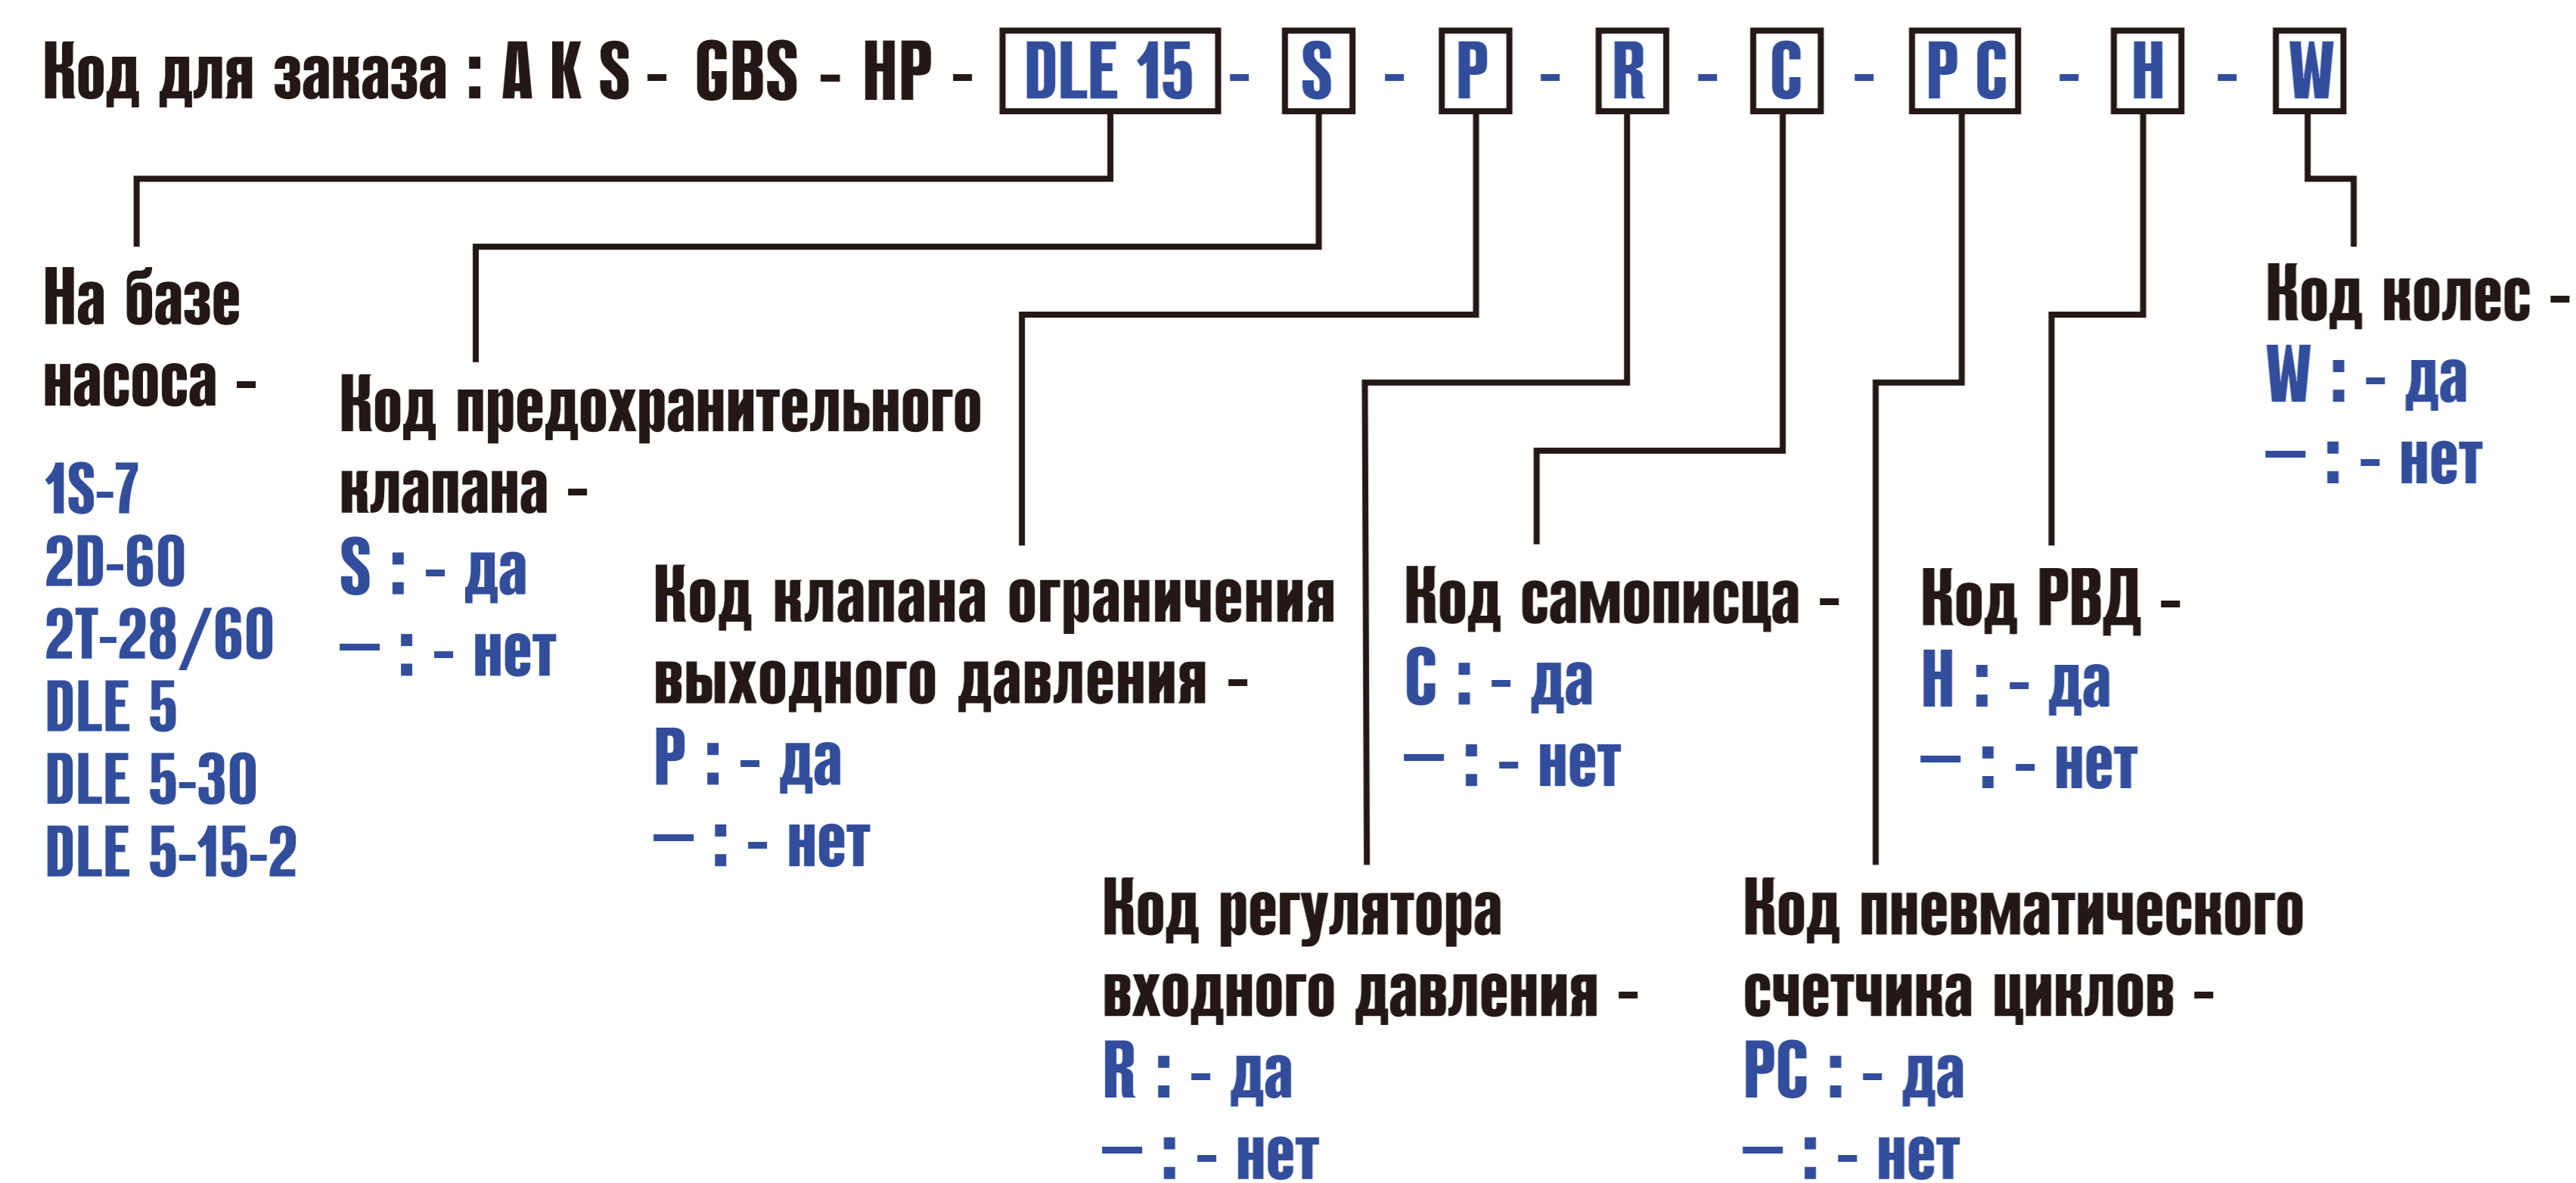 Код для заказа : A K S - GBS - HP - DLE 15 - S - P - R - C - P C - H - W
На базе
насоса -
1S-7
2D-60
2T-28/60
DLE 5
DLE 5-30
DLE 5-15-2
Код предохранительного
клапана -
S : - да
— : - нет
Код клапана ограничения
выходного давления -
P : - да
— : - нет
Код регулятора
входного давления -
R : - да
— : - нет
Код самописца -
C : - да
— : - нет
Код пневматического
счетчика циклов -
PC : - да
— : - нет
Код РВД -
H : - да
— : - нет
Код колес -
W : - да
— : - нет